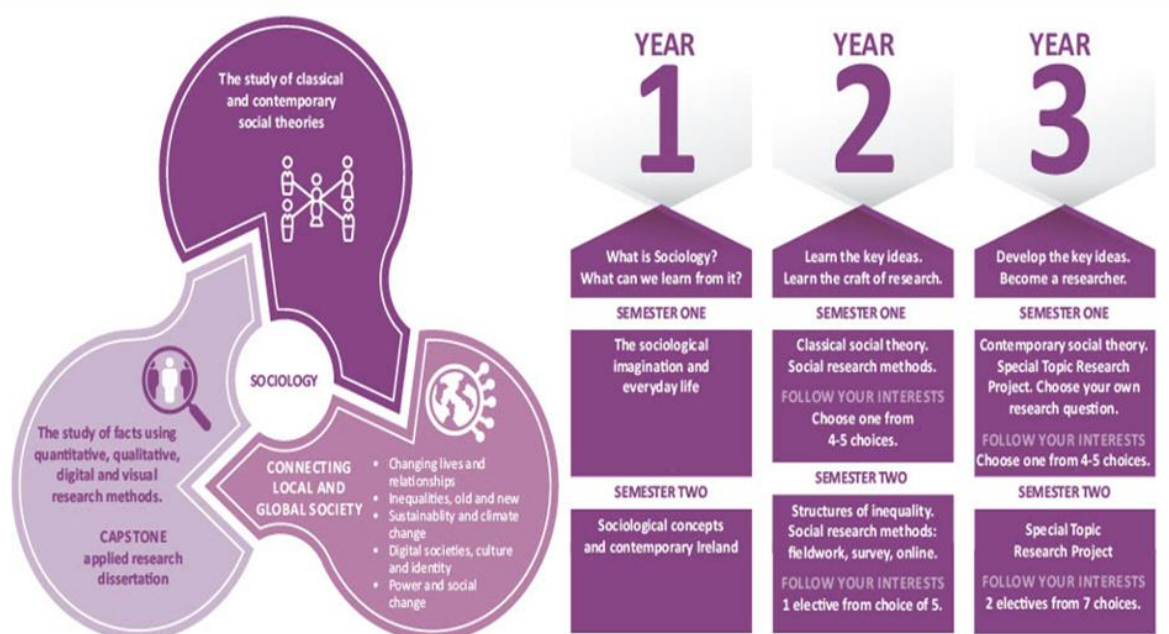 The study of classical
and contemporary
social theories
SOCIOLOGY
The study of facts using
quantitative, qualitative,
digital and visual
research methods.
CAPSTONE
applied research
dissertation
CONNECTING
LOCAL AND
GLOBAL SOCIETY
• Changing lives and
relationships
• Inequalities, old and new
• Sustainablity and climate
change
• Digital societies, culture
and identity
• Power and social
change
YEAR
1
What is Sociology?
What can we learn from it?
SEMESTER ONE
The sociological
imagination and
everyday life
SEMESTER TWO
Sociological concepts
and contemporary Ireland
YEAR
2
Learn the key ideas.
Learn the craft of research.
SEMESTER ONE
Classical social theory.
Social research methods.
FOLLOW YOUR INTERESTS
Choose one from
4-5 choices.
SEMESTER TWO
Structures of inequality.
Social research methods:
fieldwork, survey, online.
FOLLOW YOUR INTERESTS
1 elective from choice of 5.
YEAR
3
Develop the key ideas.
Become a researcher.
SEMESTER ONE
Contemporary social theory.
Special Topic Research
Project. Choose your own
research question.
FOLLOW YOUR INTERESTS
Choose one from 4-5 choices.
SEMESTER TWO
Special Topic
Research Project
FOLLOW YOUR INTERESTS
2 electives from 7 choices.